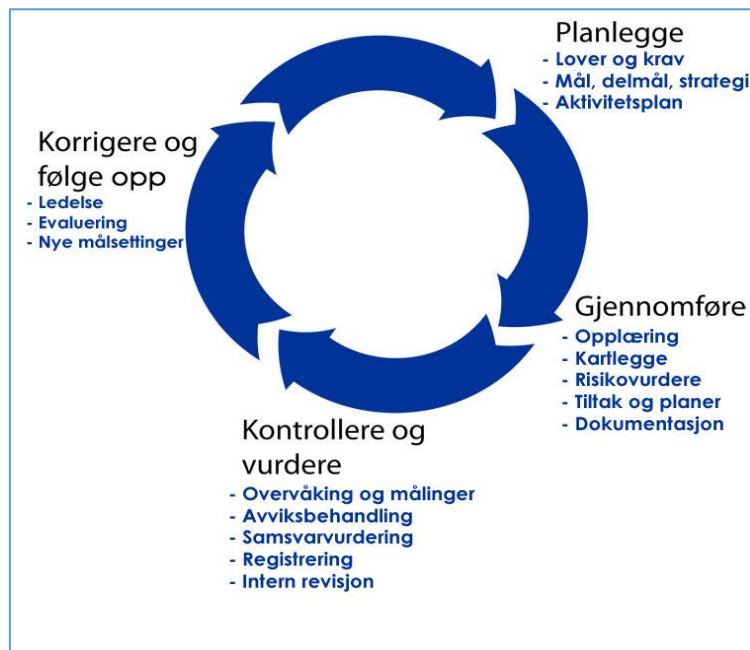 Planlegge
- Lover og krav
- Mål, delmål, strategi
- Aktivitetsplan
Gjennomføre
- Opplæring
- Kartlegge
- Risikovurdere
- Tiltak og planer
- Dokumentasjon
Kontrollere og
vurdere
- Overvåking og målinger
- Avviksbehandling
- Samsvarvurdering
- Registrering
- Intern revisjon
Korrigere og
følge opp
- Ledelse
- Evaluering
- Nye målsettinger